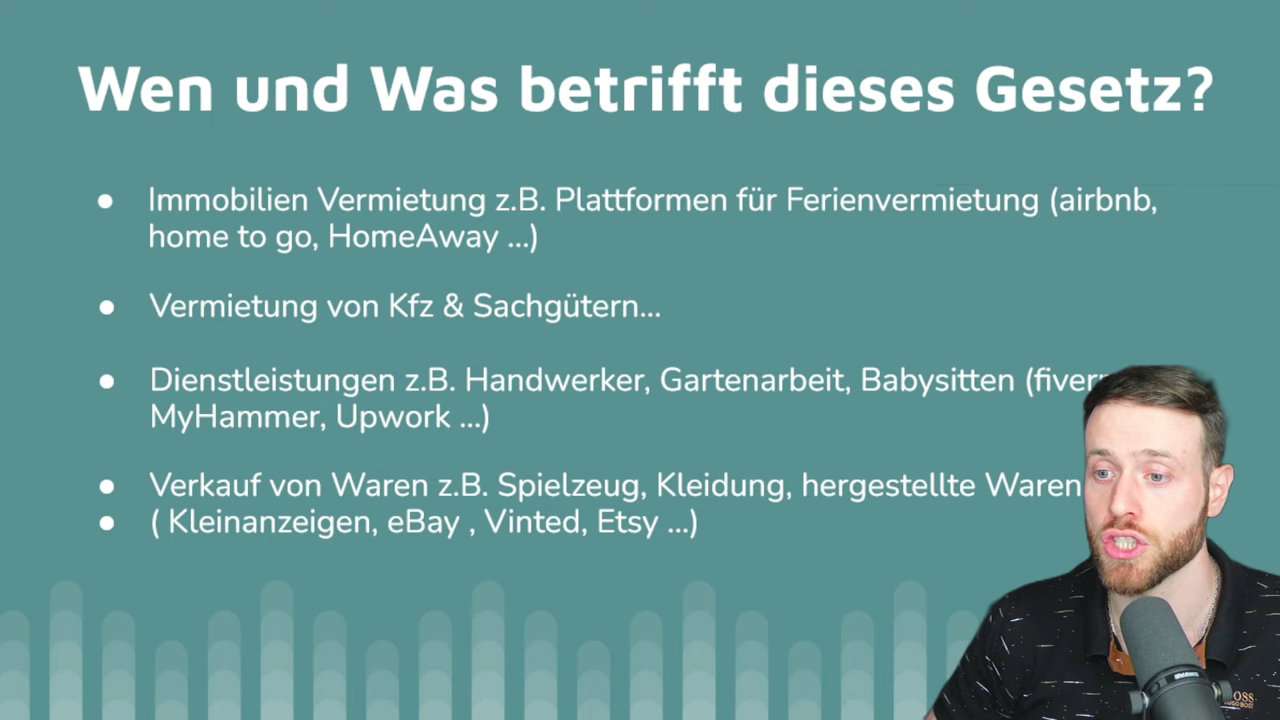 Wen und Was betrifft dieses Gesetz?
● Immobilien Vermietung z.B. Plattformen für Ferienvermietung (airbnb,
home to go, HomeAway ...)
● Vermietung von Kfz & Sachgütern...
● Dienstleistungen z.B. Handwerker, Gartenarbeit, Babysitten
MyHammer, Upwork ...)
● Verkauf von Waren z.B. Spielzeug, Kleidung, hergestellte Waren
● ( Kleinanzeigen, eBay , Vinted, Etsy ...)